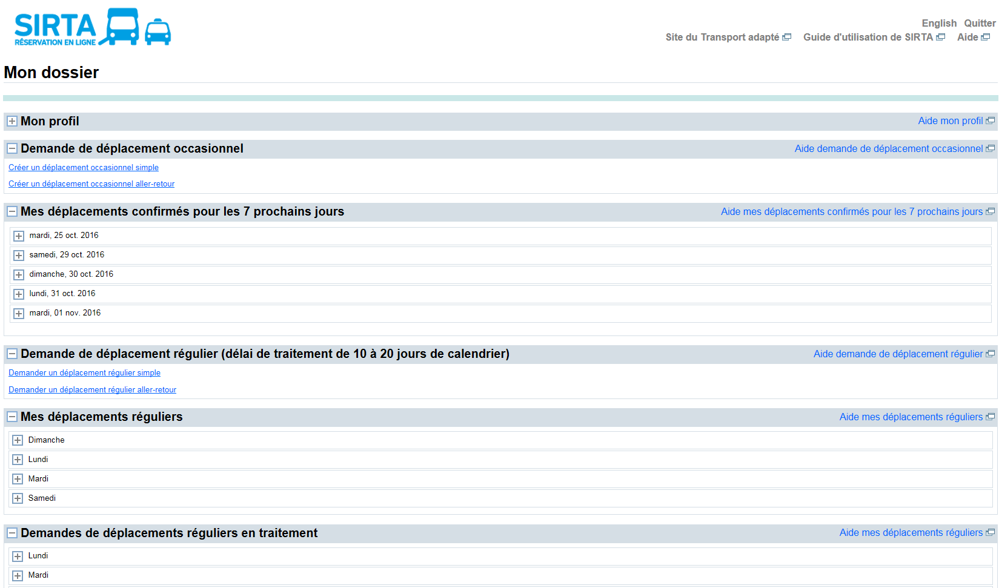 SIRTA
RÉSERVATION EN LIGNE
English Quitter
Site du Transport adapté Guide d'utilisation de SIRTA Aide
Mon dossier
Mon profil Aide mon profil
Demande de déplacement occasionnel Aide demande de déplacement occasionnel
Créer un déplacement occasionnel simple
Créer un déplacement occasionnel aller-retour
Mes déplacements confirmés pour les 7 prochains jours Aide mes déplacements confirmés pour les 7 prochains jours
mardi, 25 oct. 2016
samedi, 29 oct. 2016
dimanche, 30 oct. 2016
lundi, 31 oct. 2016
mardi, 01 nov. 2016
Demande de déplacement régulier (délai de traitement de 10 à 20 jours de calendrier) Aide demande de déplacement régulier
Demander un déplacement régulier simple
Demander un déplacement régulier aller-retour
Mes déplacements réguliers Aide mes déplacements réguliers
Dimanche
Lundi
Mardi
Samedi
Demandes de déplacements réguliers en traitement Aide mes déplacements réguliers
Lundi
Mardi